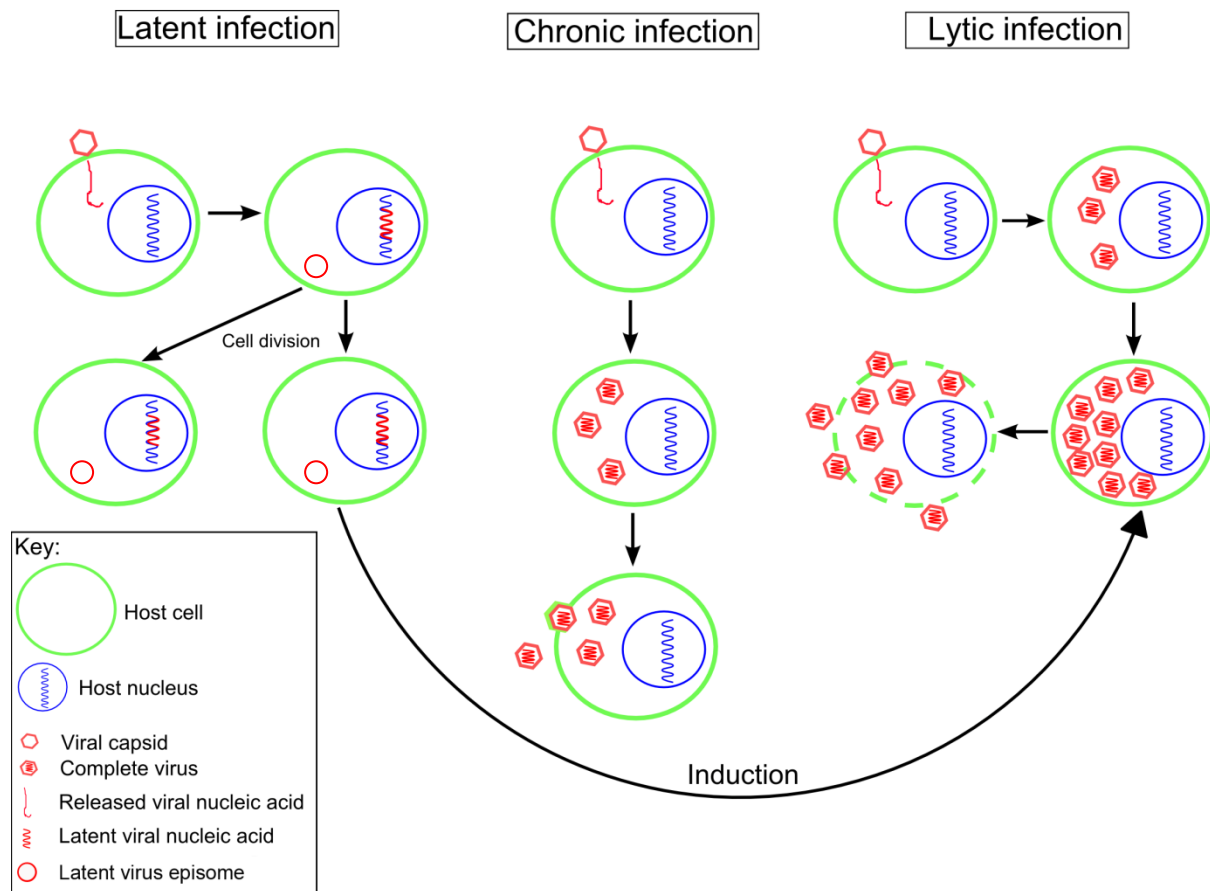 Latent infection
Chronic infection
Lytic infection
Cell division
Induction
Key:
Host cell
Host nucleus
Viral capsid
Complete virus
Released viral nucleic acid
Latent viral nucleic acid
Latent virus episome